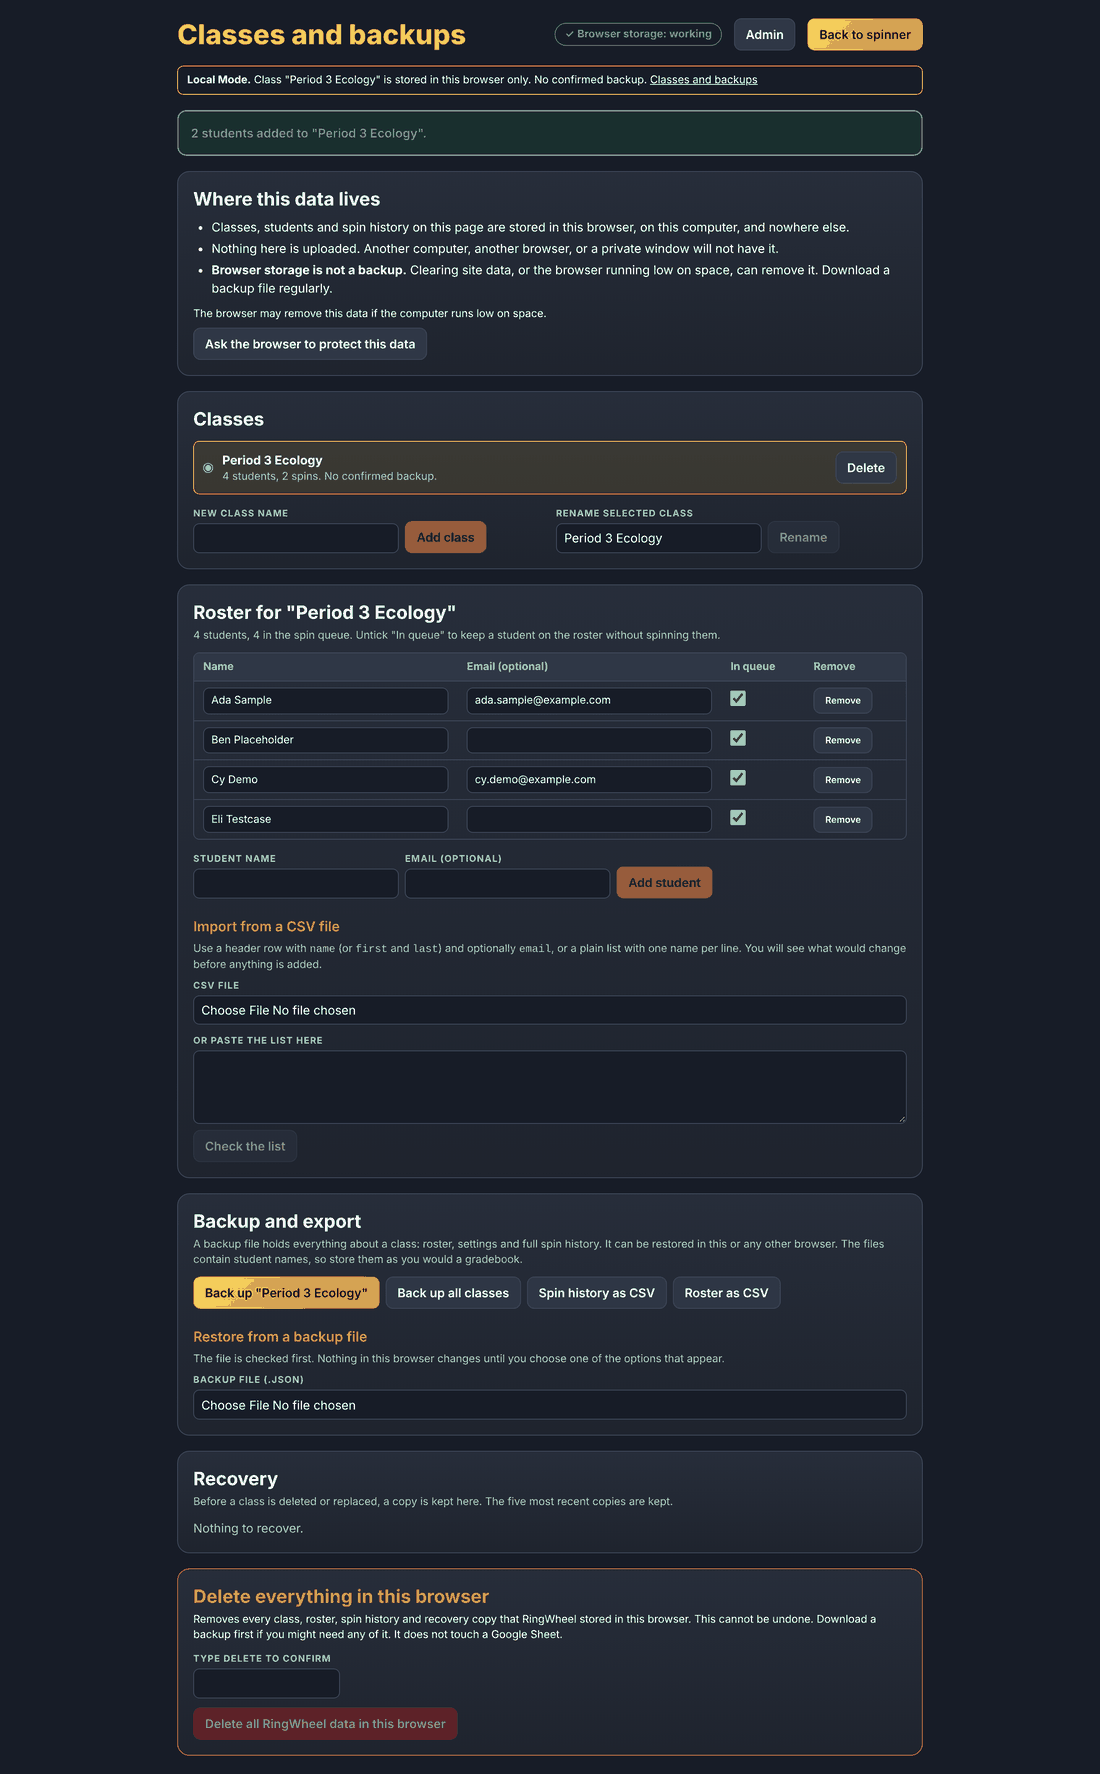 Classes and backups
✓ Browser storage: working
Admin
Back to spinner
Local Mode. Class "Period 3 Ecology" is stored in this browser only. No confirmed backup. Classes and backups
2 students added to "Period 3 Ecology".
Where this data lives
• Classes, students and spin history on this page are stored in this browser, on this computer, and nowhere else.
• Nothing here is uploaded. Another computer, another browser, or a private window will not have it.
• Browser storage is not a backup. Clearing site data, or the browser running low on space, can remove it. Download a
backup file regularly.
The browser may remove this data if the computer runs low on space.
Ask the browser to protect this data
Classes
Period 3 Ecology
4 students, 2 spins. No confirmed backup.
Delete
NEW CLASS NAME
Add class
RENAME SELECTED CLASS
Period 3 Ecology
Rename
Roster for "Period 3 Ecology"
4 students, 4 in the spin queue. Untick "In queue" to keep a student on the roster without spinning them.
Name Email (optional) In queue Remove
Ada Sample ada.sample@example.com Remove
Ben Placeholder Remove
Cy Demo cy.demo@example.com Remove
Eli Testcase Remove
STUDENT NAME EMAIL (OPTIONAL)
Add student
Import from a CSV file
Use a header row with name (or first and last) and optionally email, or a plain list with one name per line. You will see what would change
before anything is added.
CSV FILE
Choose File No file chosen
OR PASTE THE LIST HERE
Check the list
Backup and export
A backup file holds everything about a class: roster, settings and full spin history. It can be restored in this or any other browser. The files
contain student names, so store them as you would a gradebook.
Back up "Period 3 Ecology"
Back up all classes
Spin history as CSV
Roster as CSV
Restore from a backup file
The file is checked first. Nothing in this browser changes until you choose one of the options that appear.
BACKUP FILE (.JSON)
Choose File No file chosen
Recovery
Before a class is deleted or replaced, a copy is kept here. The five most recent copies are kept.
Nothing to recover.
Delete everything in this browser
Removes every class, roster, spin history and recovery copy that RingWheel stored in this browser. This cannot be undone. Download a
backup first if you might need any of it. It does not touch a Google Sheet.
TYPE DELETE TO CONFIRM
Delete all RingWheel data in this browser